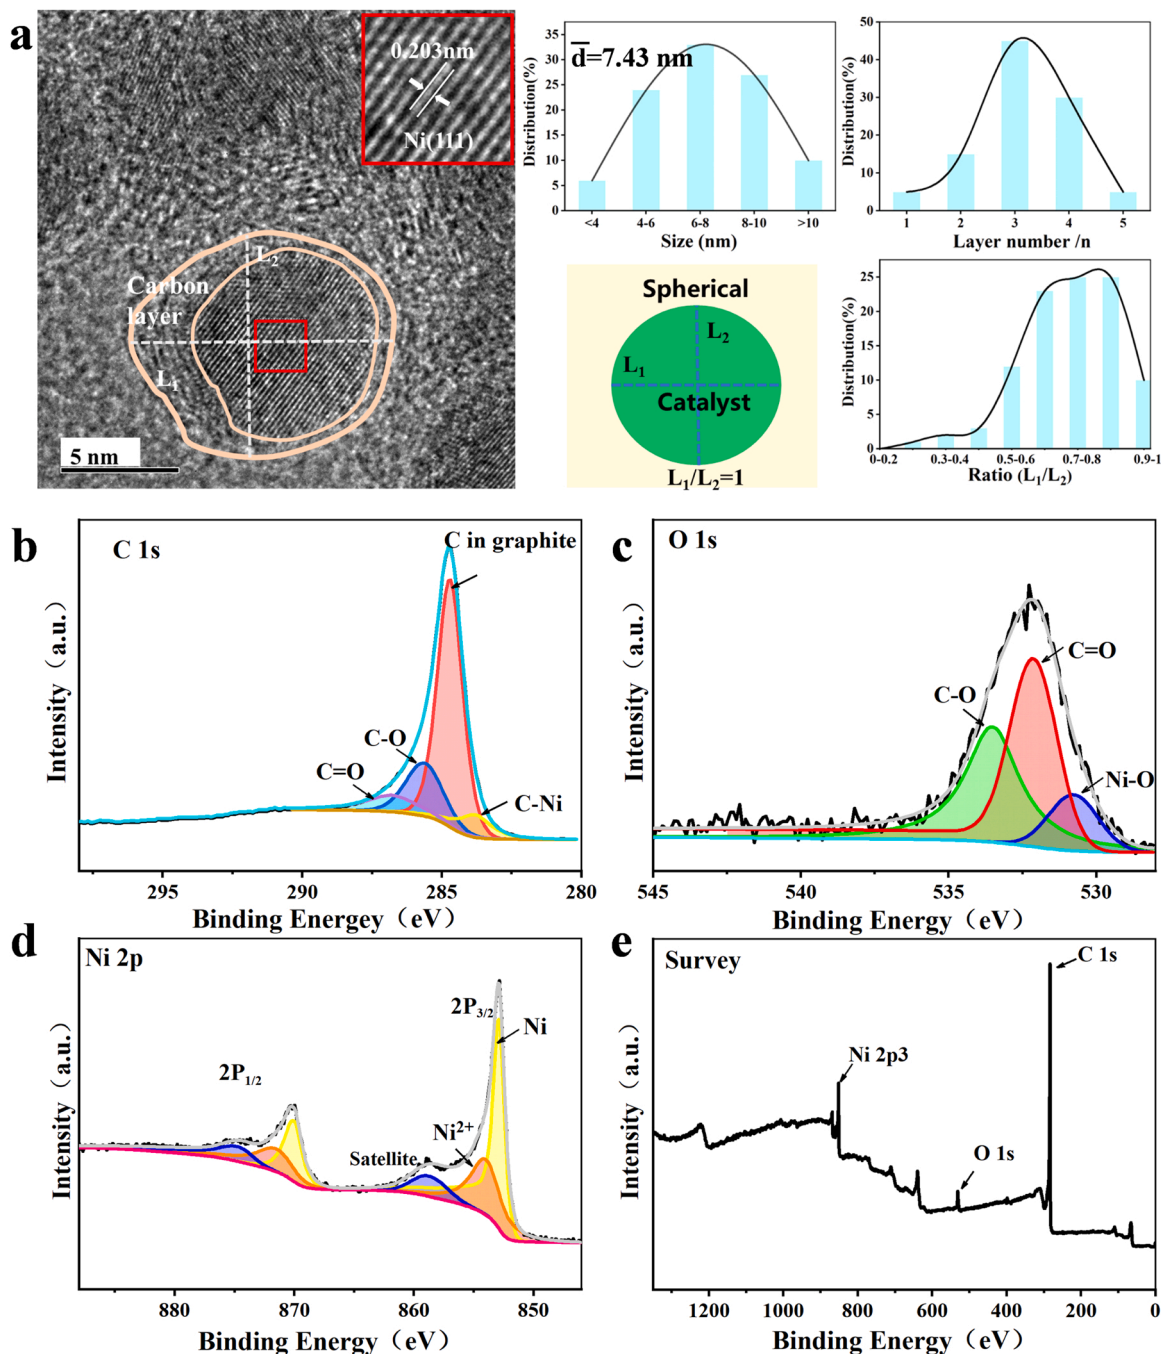 a
0.203nm
Ni(111)
L2
Carbon
layer
L1
5 nm
d̅=7.43 nm
Distribution(%)
35
30
25
20
15
10
5
0
<4
4-6
6-8
8-10
>10
Size (nm)
Distribution(%)
50
40
30
20
10
0
1
2
3
4
5
Layer number /n
Spherical
L2
L1
Catalyst
L1/L2=1
Distribution(%)
25
20
15
10
5
0
0-0.2
0.3-0.4
0.5-0.6
0.7-0.8
0.9-1
Ratio (L1/L2)
b
C 1s
C in graphite
C-O
C=O
C-Ni
Intensity（a.u.）
295
290
285
280
Binding Energey（eV）
c
O 1s
C=O
C-O
Ni-O
Intensity（a.u.）
545
540
535
530
Binding Energy（eV）
d
Ni 2p
2P3/2
Ni
2P1/2
Ni2+
Satellite
Intensity（a.u.）
880
870
860
850
Binding Energy（eV）
e
Survey
C 1s
Ni 2p3
O 1s
Intensity（a.u.）
1200
1000
800
600
400
200
0
Binding Energy（eV）